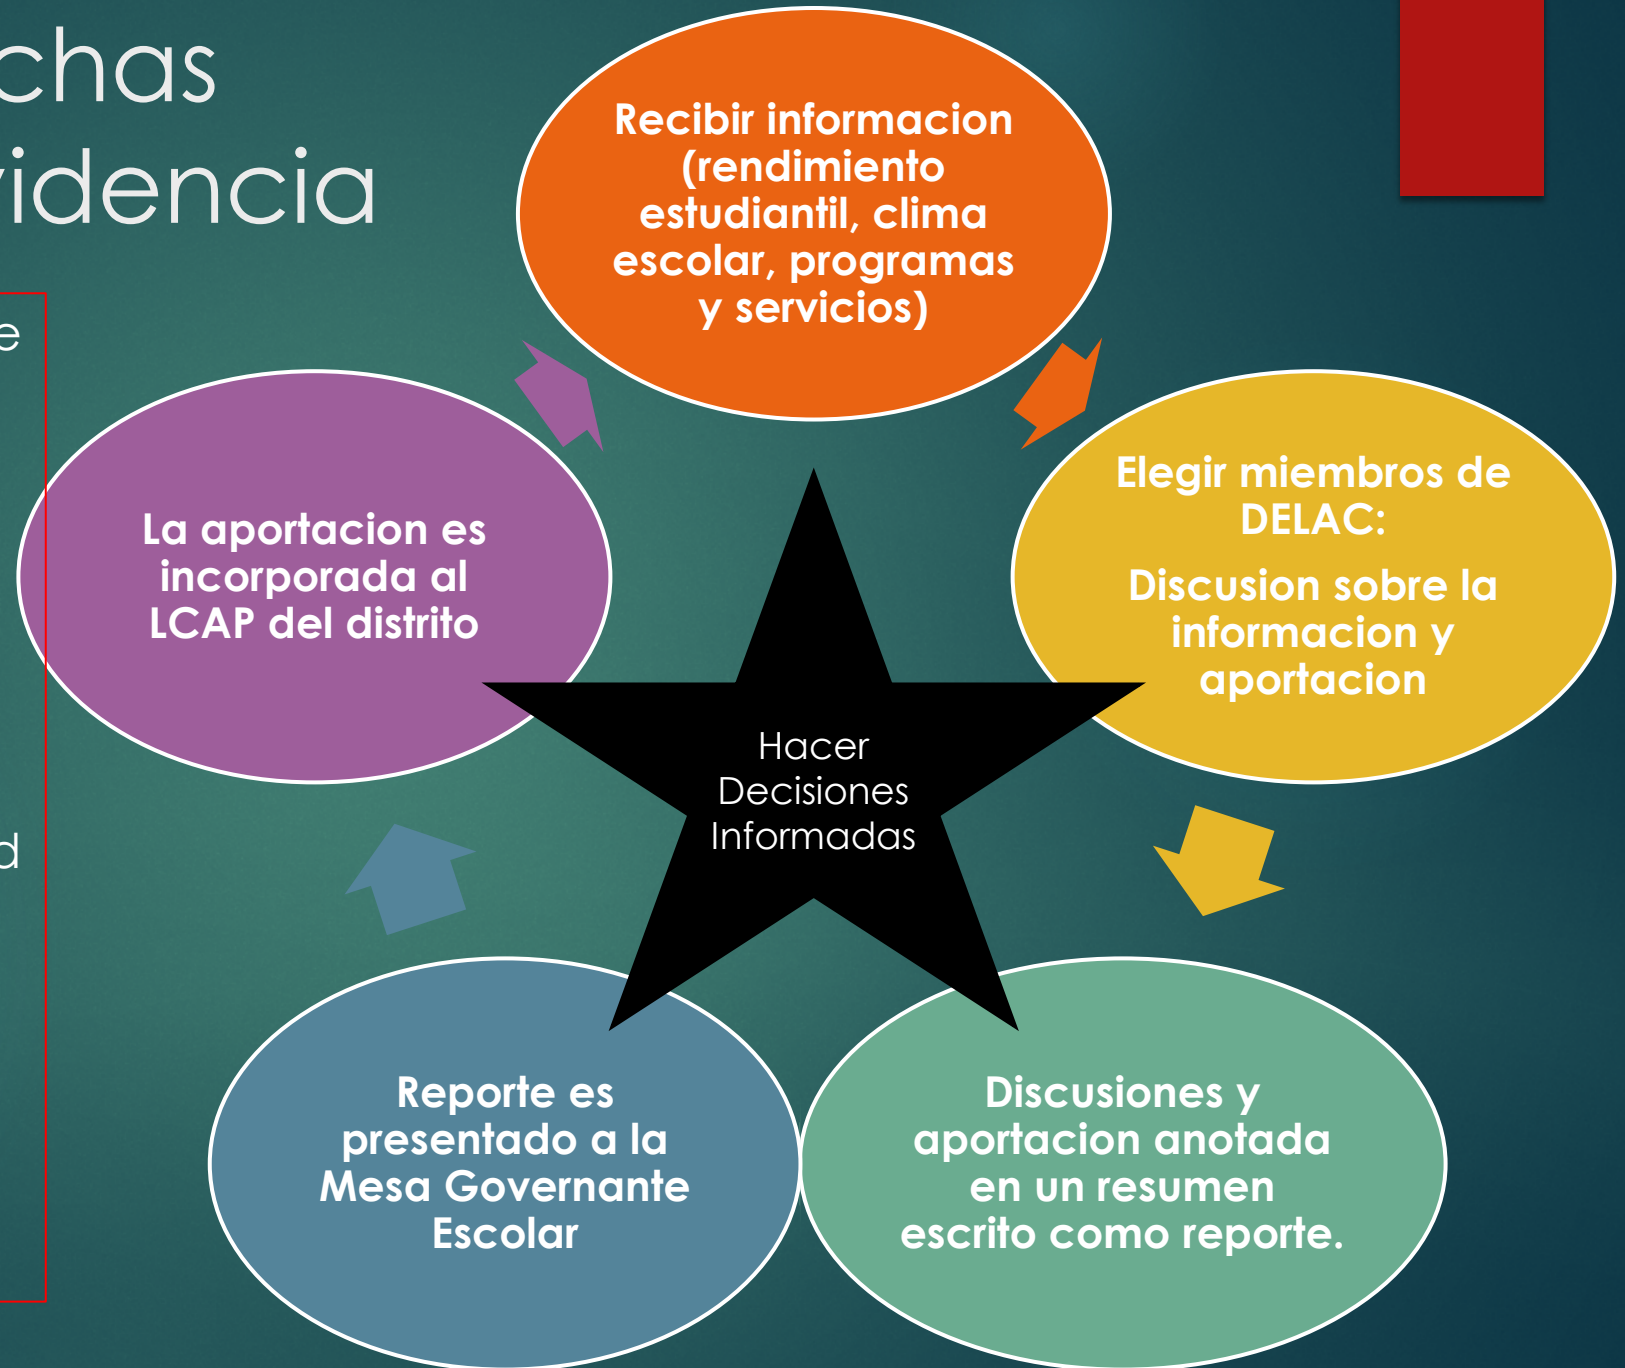 chas
videncia
e
d
Recibir informacion
(rendimiento
estudiantil, clima
escolar, programas
y servicios)
Elegir miembros de
DELAC:
Discusion sobre la
informacion y
aportacion
Discusiones y
aportacion anotada
en un resumen
escrito como reporte.
Reporte es
presentado a la
Mesa Governante
Escolar
La aportacion es
incorporada al
LCAP del distrito
Hacer
Decisiones
Informadas